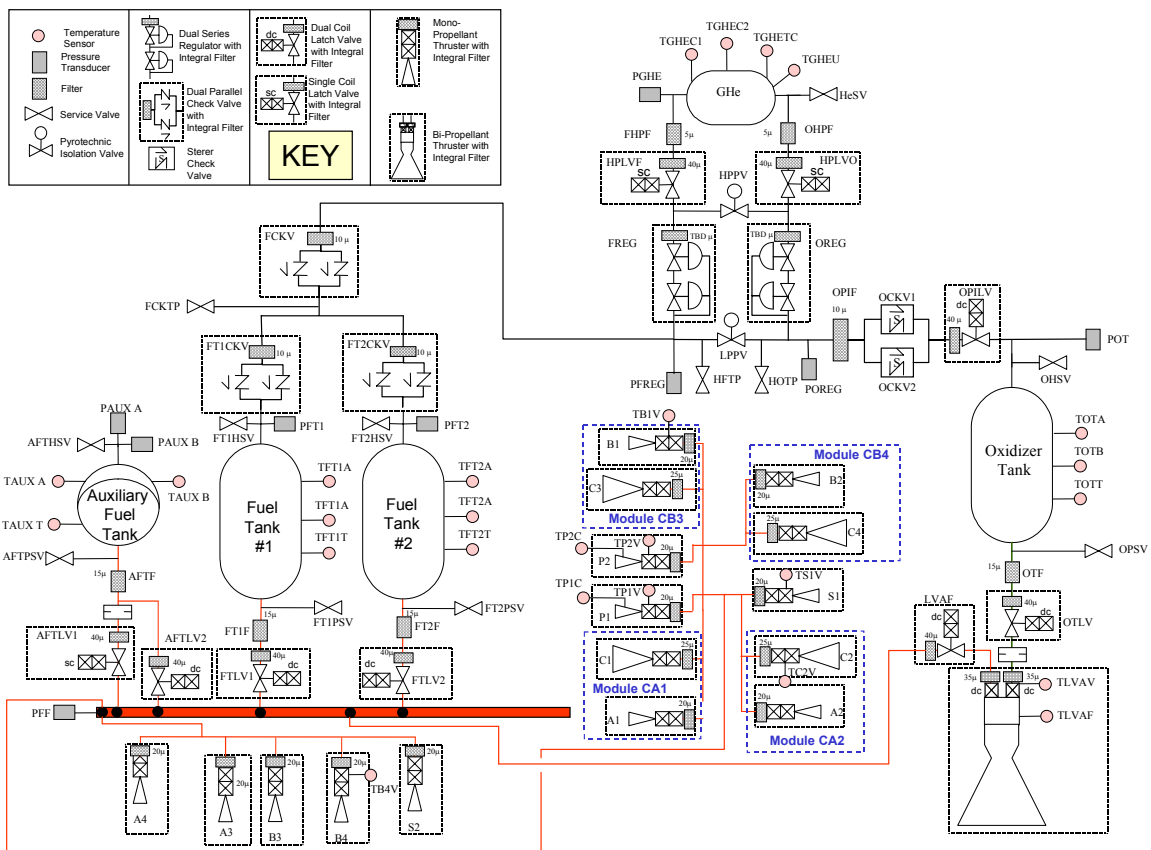 Temperature
Sensor
Pressure
Transducer
Filter
Service Valve
Pyrotechnic
Isolation Valve
Dual Series
Regulator with
Integral Filter
Dual Parallel
Check Valve
with
Integral Filter
Sterer
Check
Valve
S
dc
Dual Coil
Latch Valve
with Integral
Filter
sc
Single Coil
Latch Valve
with Integral
Filter
KEY
Mono-
Propellant
Thruster with
Integral Filter
Bi-Propellant
Thruster with
Integral Filter
TGHEC1
TGHEC2
TGHETC
TGHEU
PGHE
GHe
HeSV
FHPF
5µ
5µ
OHPF
HPLVF
40µ
sc
40µ
HPLVO
sc
HPPV
FREG
TBD µ
TBD µ
OREG
FCKV
10 µ
FCKTP
FT1CKV
10 µ
FT2CKV
10 µ
LPPV
PFREG
HFTP
HOTP
POREG
OPIF
10 µ
OCKV1
S
S
OCKV2
OPILV
dc
40 µ
POT
OHSV
PAUX A
AFTHSV
PAUX B
TAUX A
TAUX B
TAUX T
Auxiliary
Fuel
Tank
AFTPSV
15µ
AFTF
FT1HSV
PFT1
Fuel
Tank
#1
TFT1A
TFT1A
TFT1T
FT2HSV
PFT2
Fuel
Tank
#2
TFT2A
TFT2A
TFT2T
15µ
FT1PSV
FT1F
15µ
FT2PSV
FT2F
AFTLV1
40µ
sc
AFTLV2
40µ
dc
FTLV1
40µ
dc
40µ
dc
FTLV2
PFF
TB1V
B1
20µ
C3
25µ
Module CB3
Module CB4
20µ
B2
25µ
C4
TP2C
TP2V
20µ
P2
TP1C
TP1V
20µ
P1
TS1V
20µ
S1
C1
25µ
Module CA1
A1
20µ
25µ
C2
TC2V
20µ
A2
Module CA2
Oxidizer
Tank
TOTA
TOTB
TOTT
OPSV
15µ
OTF
40µ
dc
OTLV
LVAF
dc
40µ
35µ
35µ
dc
dc
TLVAV
TLVAF
20µ
A4
20µ
A3
20µ
B3
20µ
B4
TB4V
20µ
S2